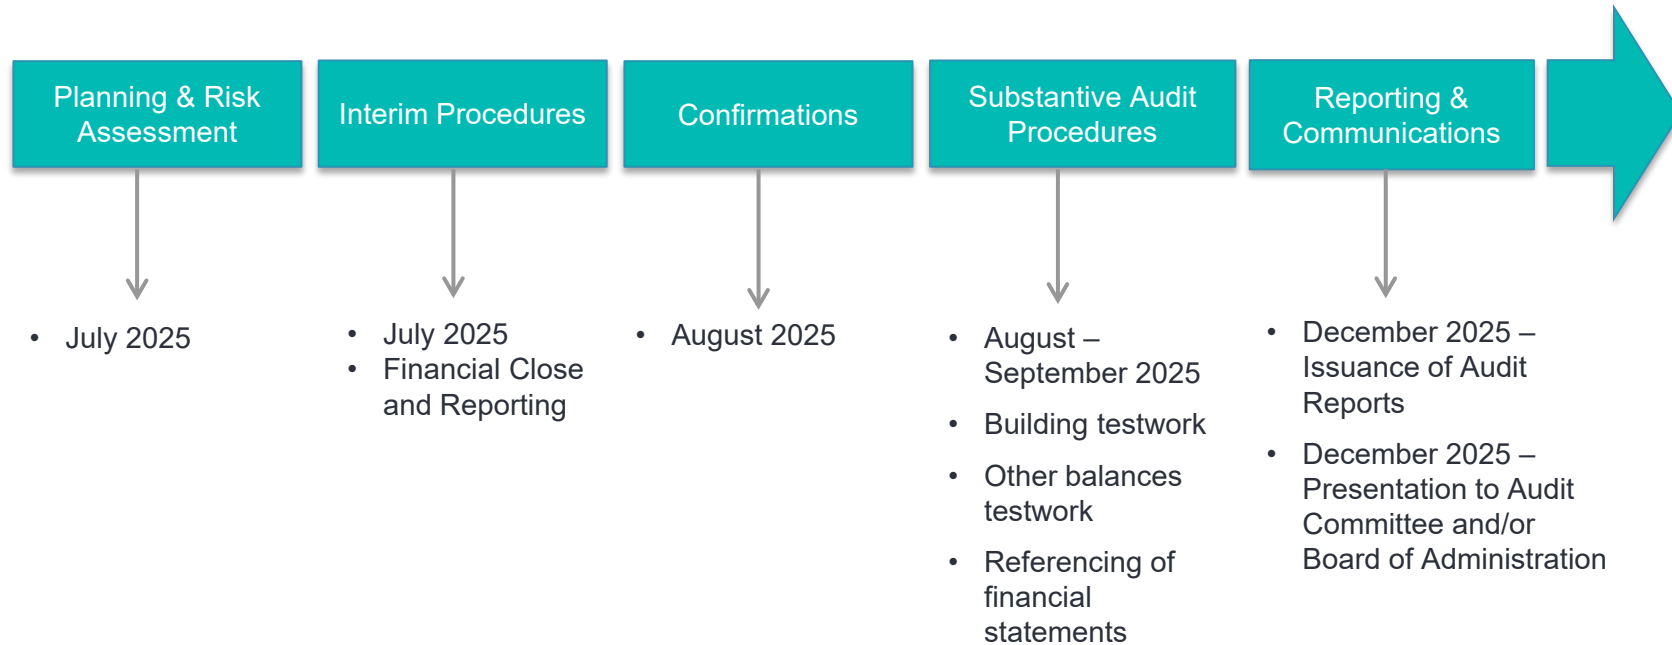 Planning & Risk
Assessment
Interim Procedures
Confirmations
Substantive Audit
Procedures
Reporting &
Communications
• July 2025
• July 2025
• Financial Close
and Reporting
• August 2025
• August –
September 2025
• Building testwork
• Other balances
testwork
• Referencing of
financial
statements
• December 2025 –
Issuance of Audit
Reports
• December 2025 –
Presentation to Audit
Committee and/or
Board of Administration